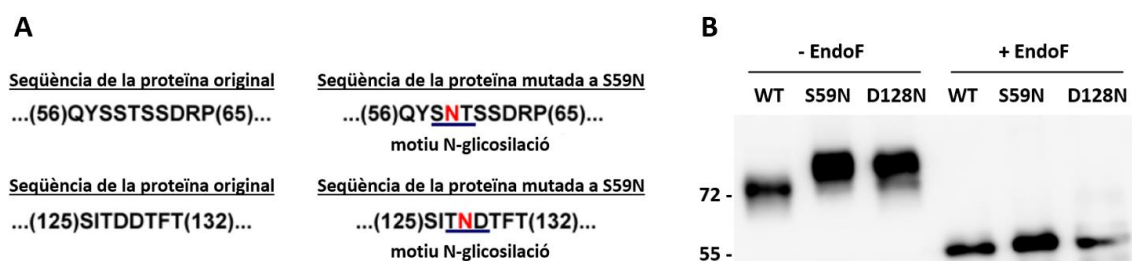 A
Seqüència de la proteïna original
Seqüència de la proteïna mutada a S59N
...(56)QYSSTSSDRP(65)...
...(56)QYSNTSSDRP(65)...
motiu N-glicosilació
Seqüència de la proteïna original
Seqüència de la proteïna mutada a S59N
...(125)SITDDTFT(132)...
...(125)SITNDTFT(132)...
motiu N-glicosilació
B
- EndoF
+ EndoF
WT S59N D128N WT S59N D128N
72 -
55 -